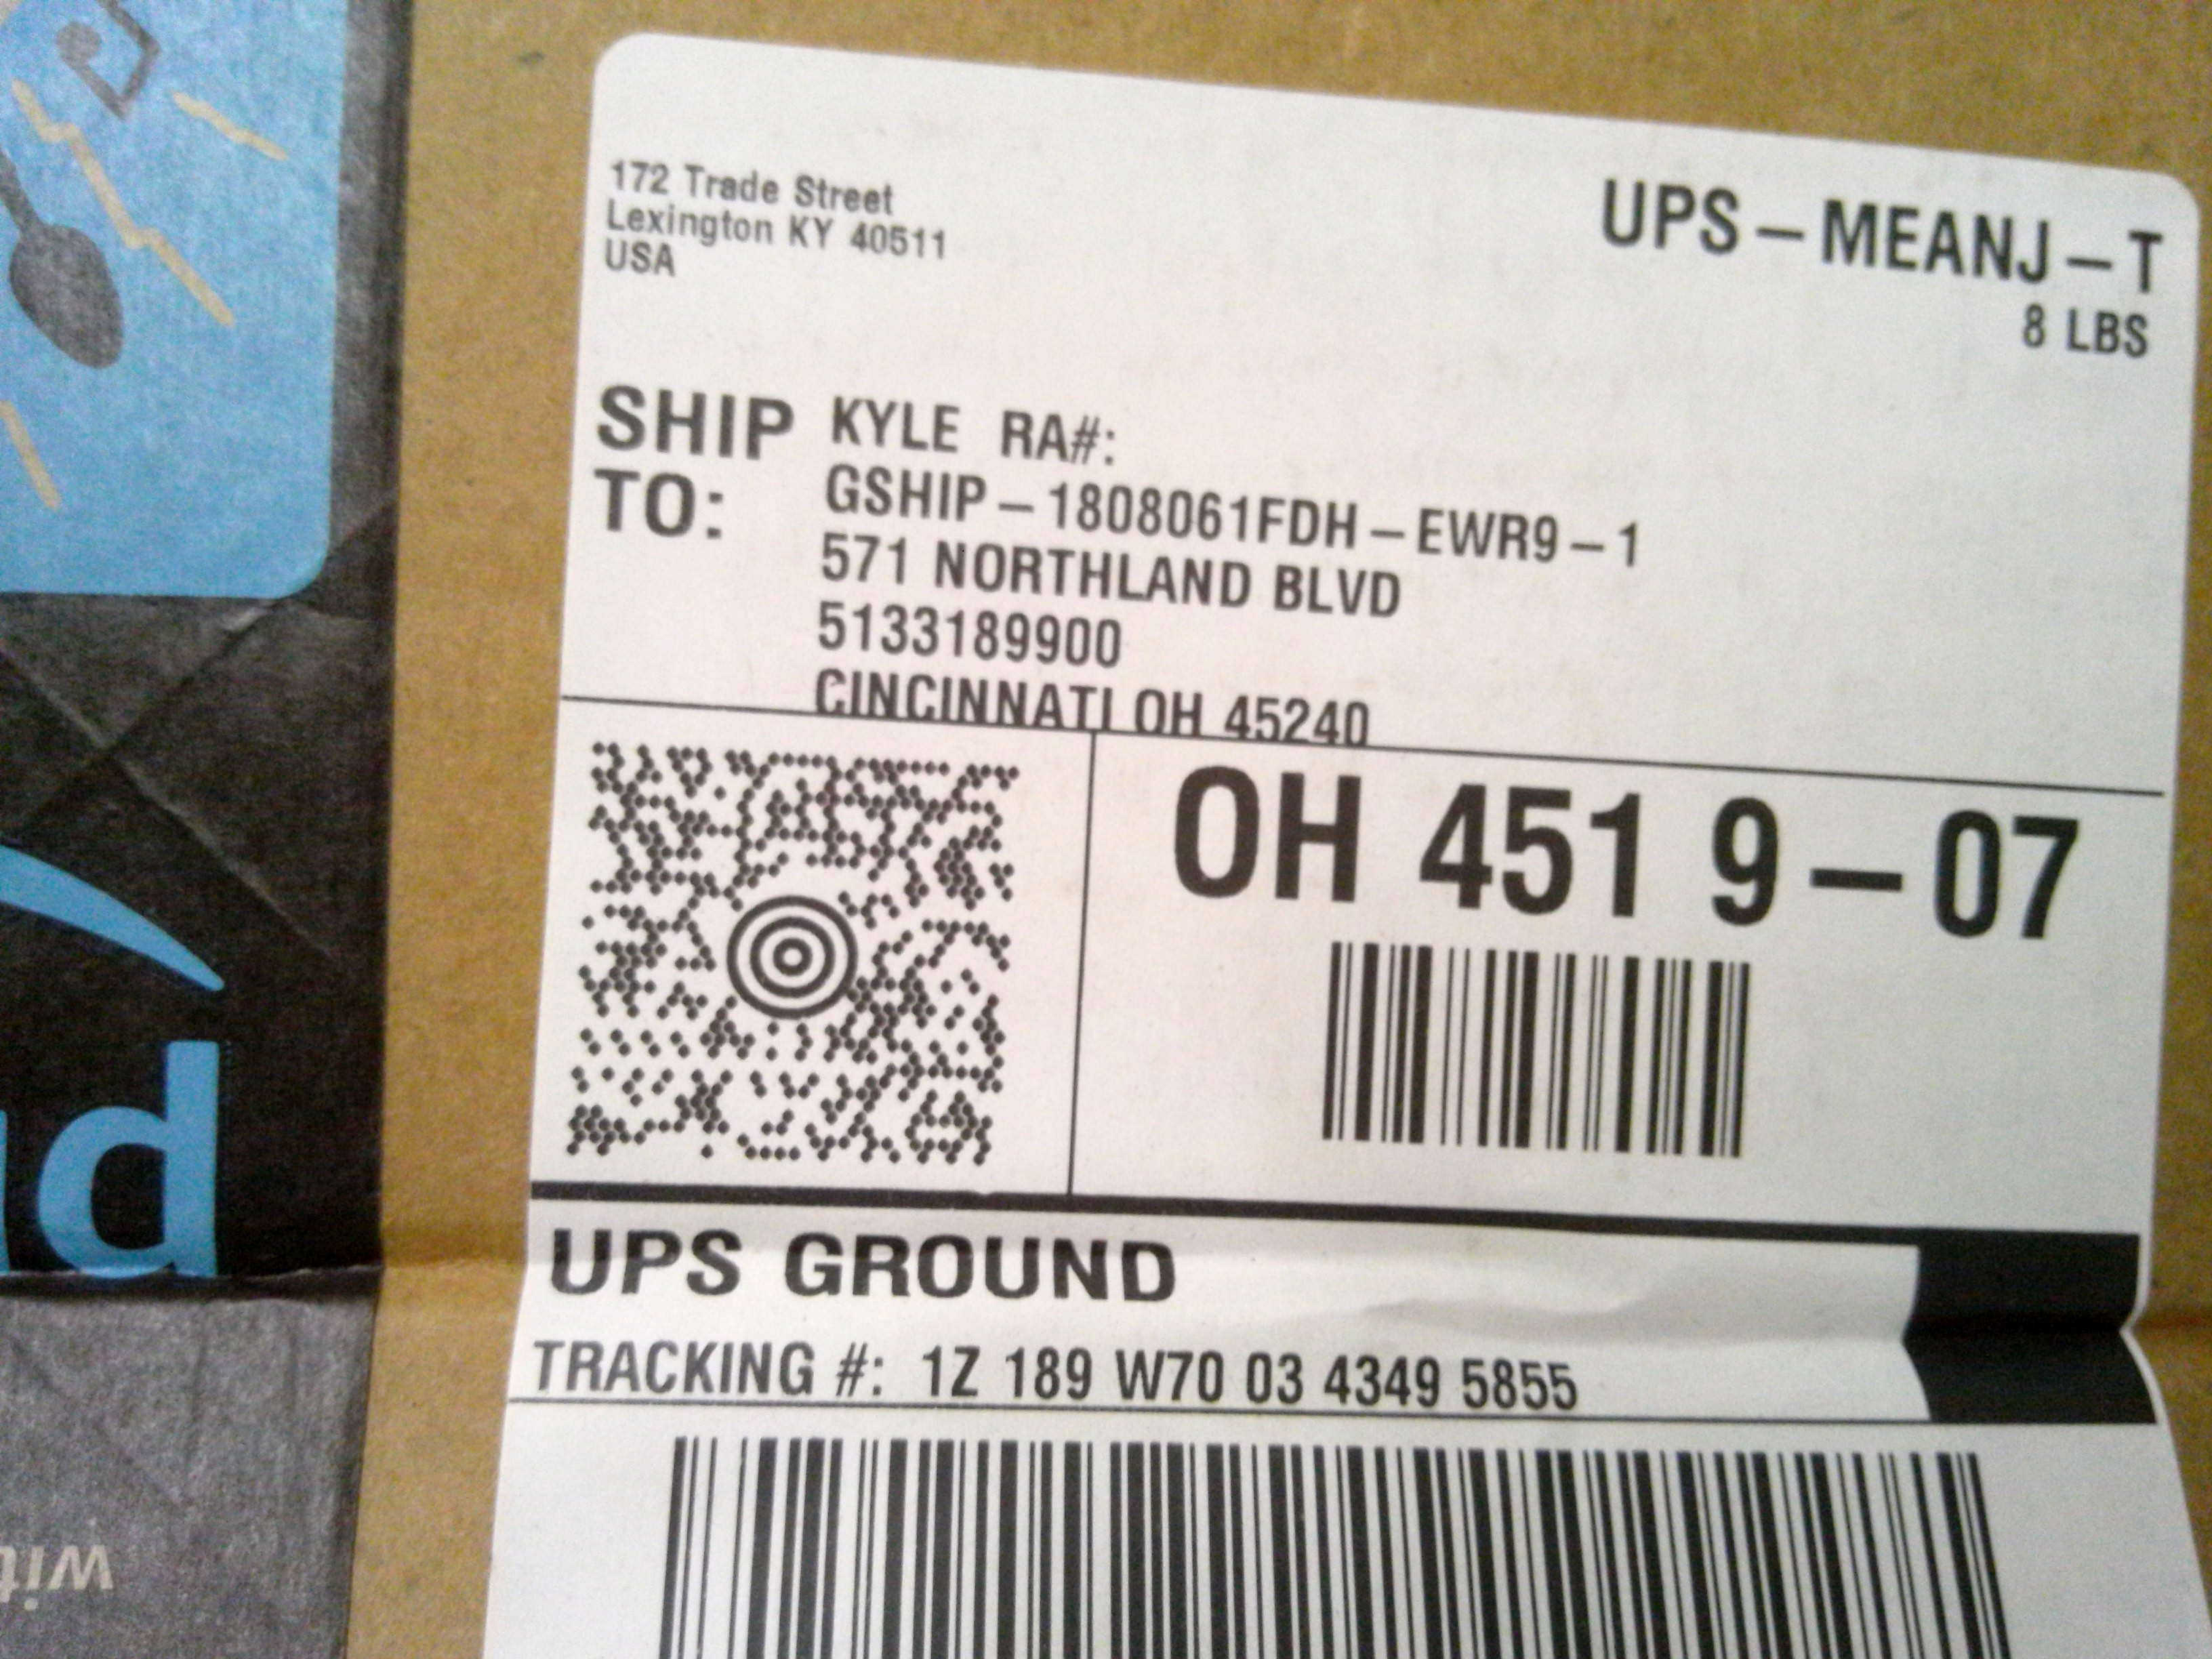 172 Trade Street
Lexington KY 40511
USA
UPS-MEANJ-T
8 LBS
SHIP TO:
KYLE RA#:
GSHIP-1808061FDH-EWR9-1
571 NORTHLAND BLVD
5133189900
CINCINNATI OH 45240
OH 451 9-07
UPS GROUND
TRACKING #: 1Z 189 W70 03 4349 5855